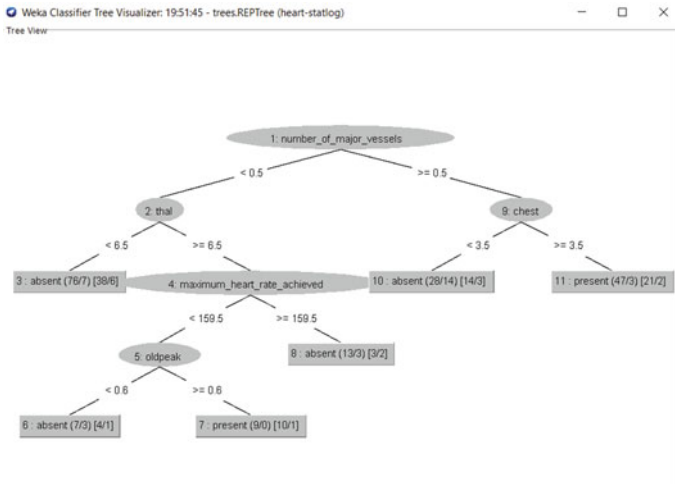 Weka Classifier Tree Visualizer: 19:51:45 - trees.REPTree (heart-statlog)
Tree View
1: number_of_major_vessels
< 0.5 >= 0.5
2: thal 9: chest
< 6.5 >= 6.5 < 3.5 >= 3.5
3 : absent (76/7) [38/6] 4: maximum_heart_rate_achieved 10 : absent (28/14) [14/3] 11 : present (47/3) [21/2]
< 159.5 >= 159.5
5: oldpeak 8 : absent (13/3) [3/2]
< 0.6 >= 0.6
6 : absent (7/3) [4/1] 7 : present (9/0) [10/1]